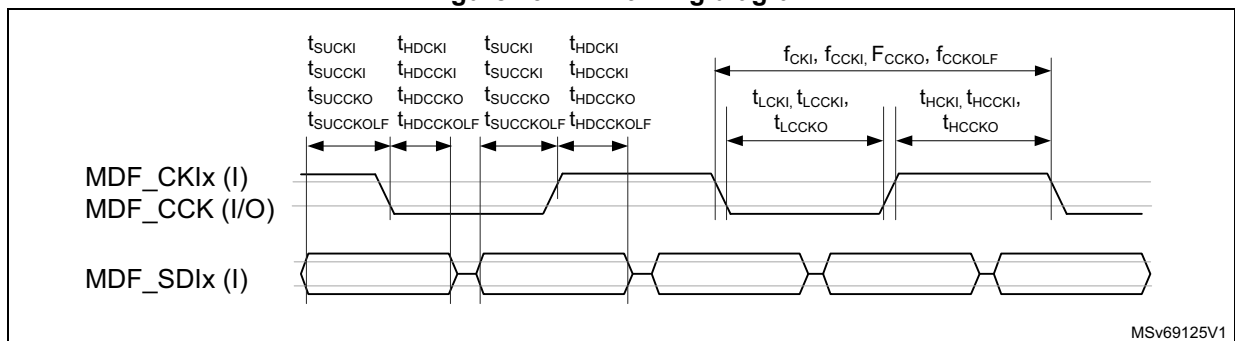 tSUCKI tHDCKI tSUCKI tHDCKI
tSUCCKI tHDCCKI tSUCCKI tHDCCKI
tSUCCKO tHDCCKO tSUCCKO tHDCCKO
tSUCCKOLF tHDCCKOLF tSUCCKOLF tHDCCKOLF
fCKI, fCCKI, FCCKO, fCCKOLF
tLCKI, tLCCKI, tHCKI, tHCCKI,
tLCCKO tHCCKO
MDF_CKIx (I)
MDF_CCK (I/O)
MDF_SDIx (I)
MSv69125V1